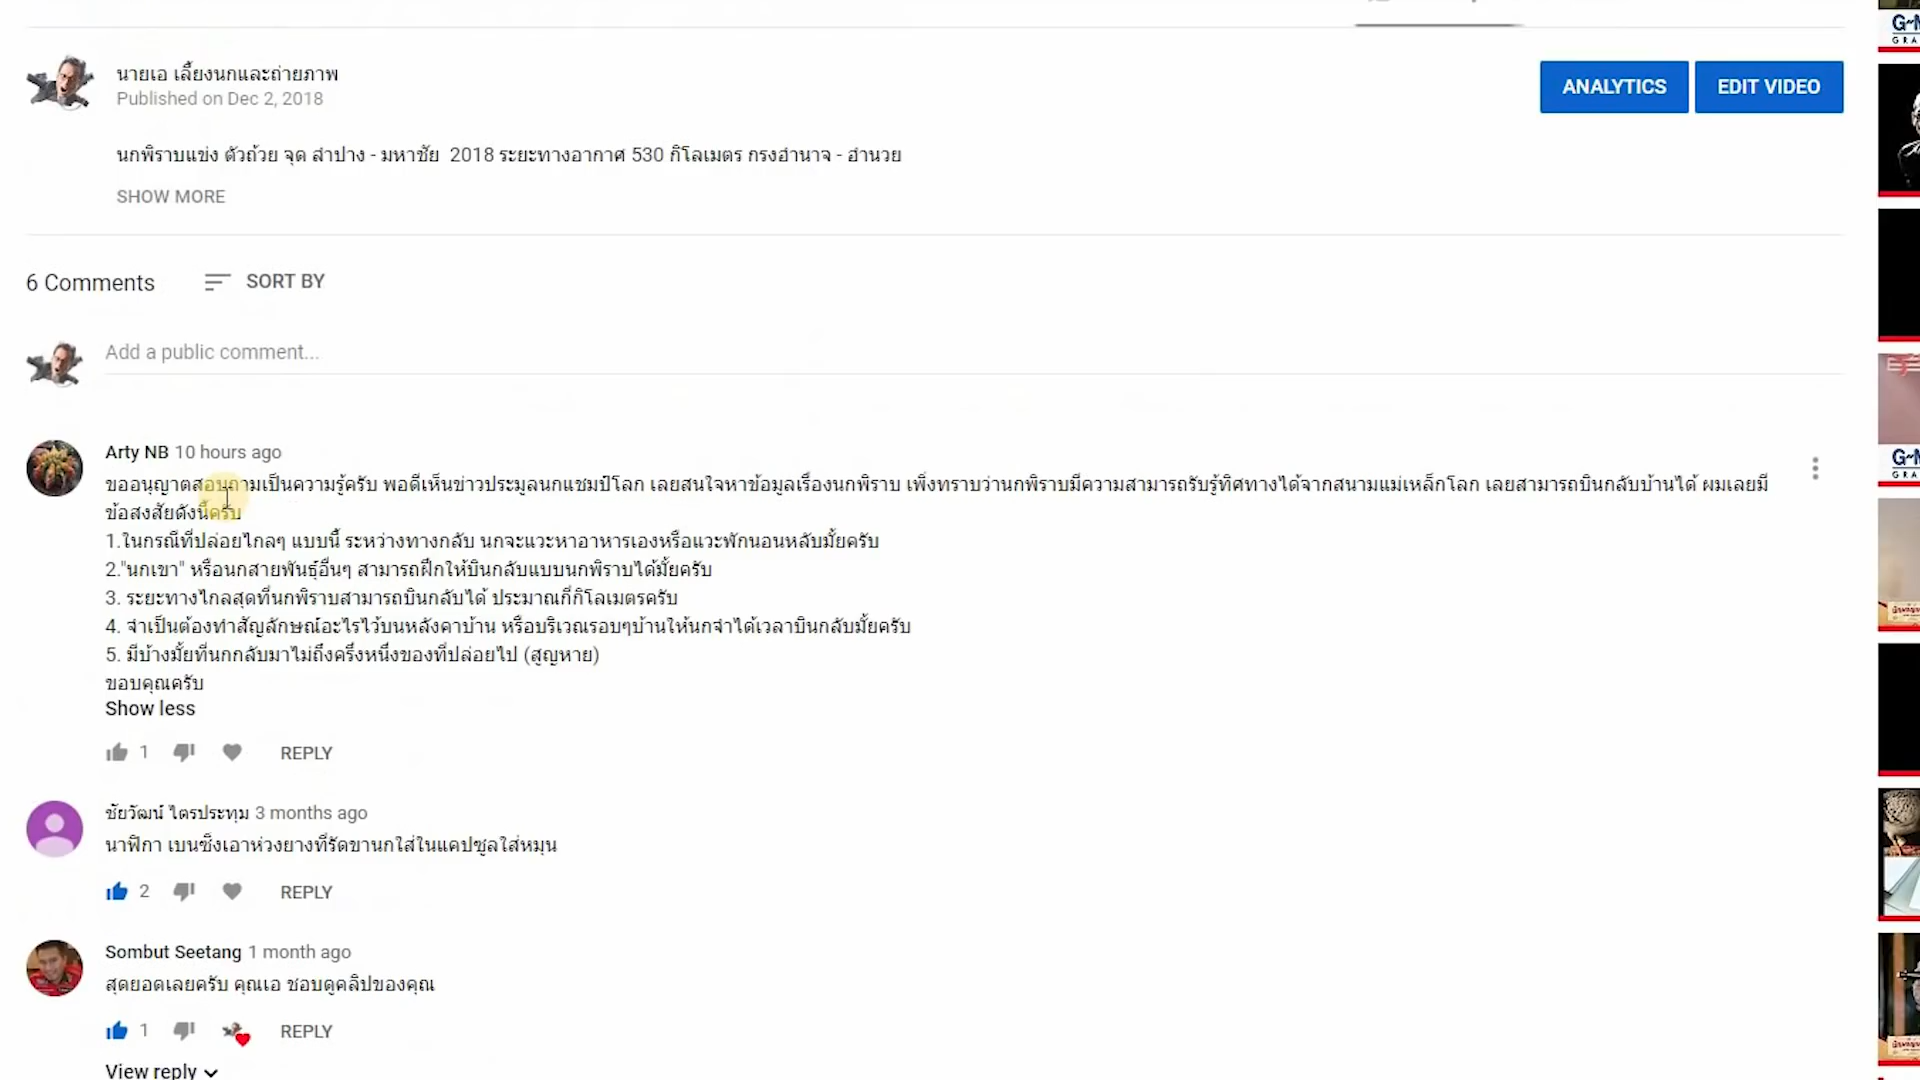 นายเอ เลี้ยงนกและถ่ายภาพ
Published on Dec 2, 2018
ANALYTICS
EDIT VIDEO
นกพิราบแข่ง ตัวถ้วย จุด ลำปาง - มหาชัย  2018 ระยะทางอากาศ 530 กิโลเมตร กรงอำนาจ - อำนวย
SHOW MORE
6 Comments
SORT BY
Add a public comment...
Arty NB 10 hours ago
ขออนุญาตสอบถามเป็นความรู้ครับ พอดีเห็นข่าวประมูลนกแชมป์โลก เลยสนใจหาข้อมูลเรื่องนกพิราบ เพิ่งทราบว่านกพิราบมีความสามารถรับรู้ทิศทางได้จากสนามแม่เหล็กโลก เลยสามารถบินกลับบ้านได้ ผมเลยมี
ข้อสงสัยดังนี้ครับ
1.ในกรณีที่ปล่อยไกลๆ แบบนี้ ระหว่างทางกลับ นกจะแวะหาอาหารเองหรือแวะพักนอนหลับมั้ยครับ
2."นกเขา" หรือนกสายพันธุ์อื่นๆ สามารถฝึกให้บินกลับแบบนกพิราบได้มั้ยครับ
3. ระยะทางไกลสุดที่นกพิราบสามารถบินกลับได้ ประมาณกี่กิโลเมตรครับ
4. จำเป็นต้องทำสัญลักษณ์อะไรไว้บนหลังคาบ้าน หรือบริเวณรอบๆบ้านให้นกจำได้เวลาบินกลับมั้ยครับ
5. มีบ้างมั้ยที่นกกลับมาไม่ถึงครึ่งหนึ่งของที่ปล่อยไป (สูญหาย)
ขอบคุณครับ
Show less
1
REPLY
ชัยวัฒน์ ไตรประทุม 3 months ago
นาฬิกา เบนซิ่งเอาห่วงยางที่รัดขานกใส่ในแคปซูลใส่หมุน
2
REPLY
Sombut Seetang 1 month ago
สุดยอดเลยครับ คุณเอ ชอบดูคลิปของคุณ
1
REPLY
View reply